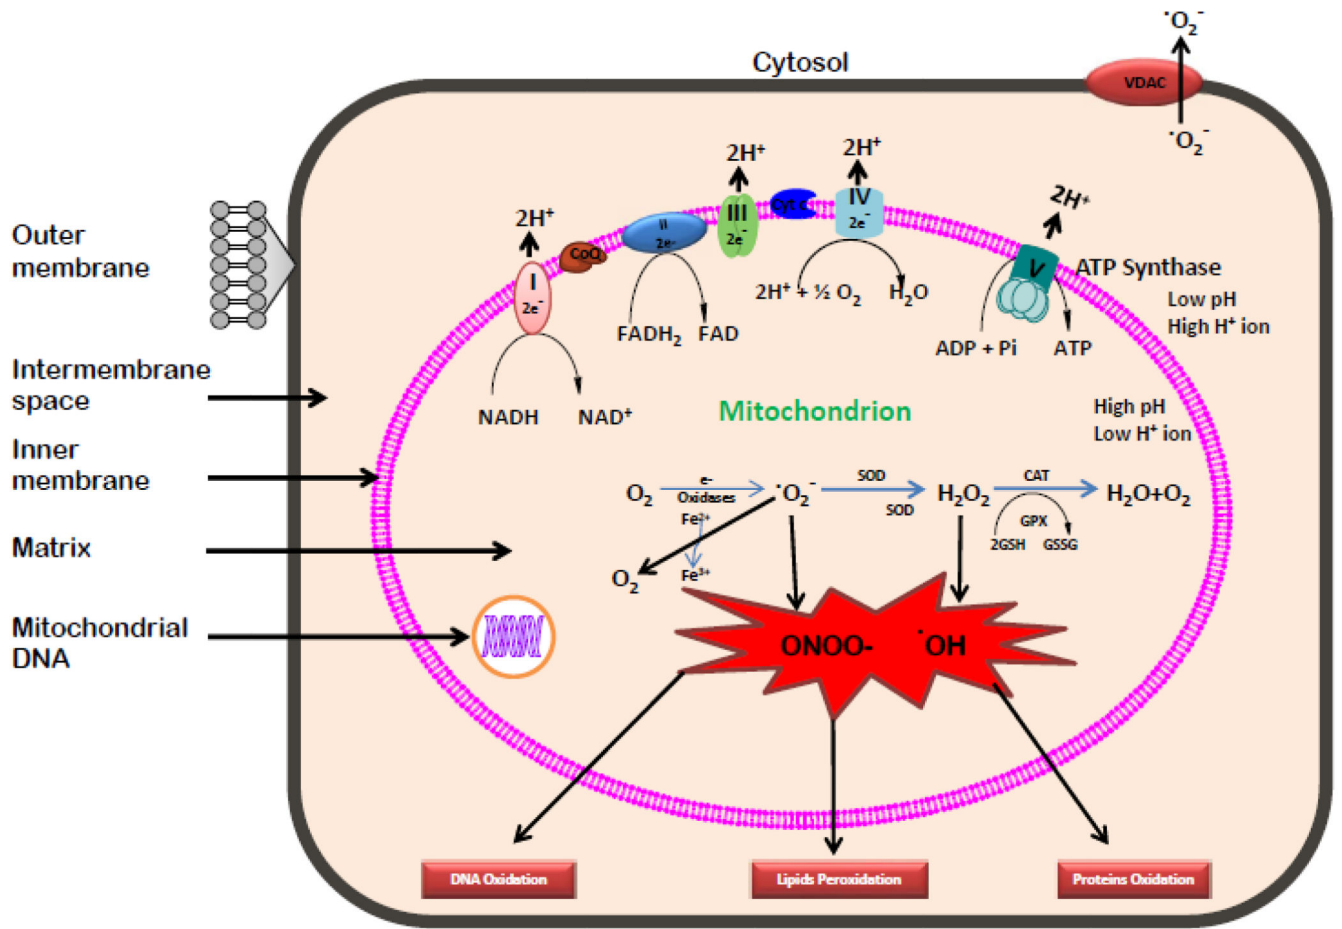 ˙O₂⁻
Cytosol
VDAC
˙O₂⁻
2H⁺
2H⁺
2H⁺
2H⁺
Outer
membrane
I
2e⁻
CoQ
II
2e-
III
2e⁻
Cyt c
IV
2e⁻
V
ATP Synthase
Low pH
High H⁺ ion
2H⁺ + ½ O₂
H₂O
FADH₂
FAD
ADP + Pi
ATP
Intermembrane
space
NADH
NAD⁺
Mitochondrion
High pH
Low H⁺ ion
Inner
membrane
O₂
e-
Oxidases
˙O₂⁻
SOD
SOD
H₂O₂
CAT
H₂O+O₂
GPX
2GSH
GSSG
Fe²⁺
Fe³⁺
O₂
Matrix
Mitochondrial
DNA
ONOO-
˙OH
DNA Oxidation
Lipids Peroxidation
Proteins Oxidation